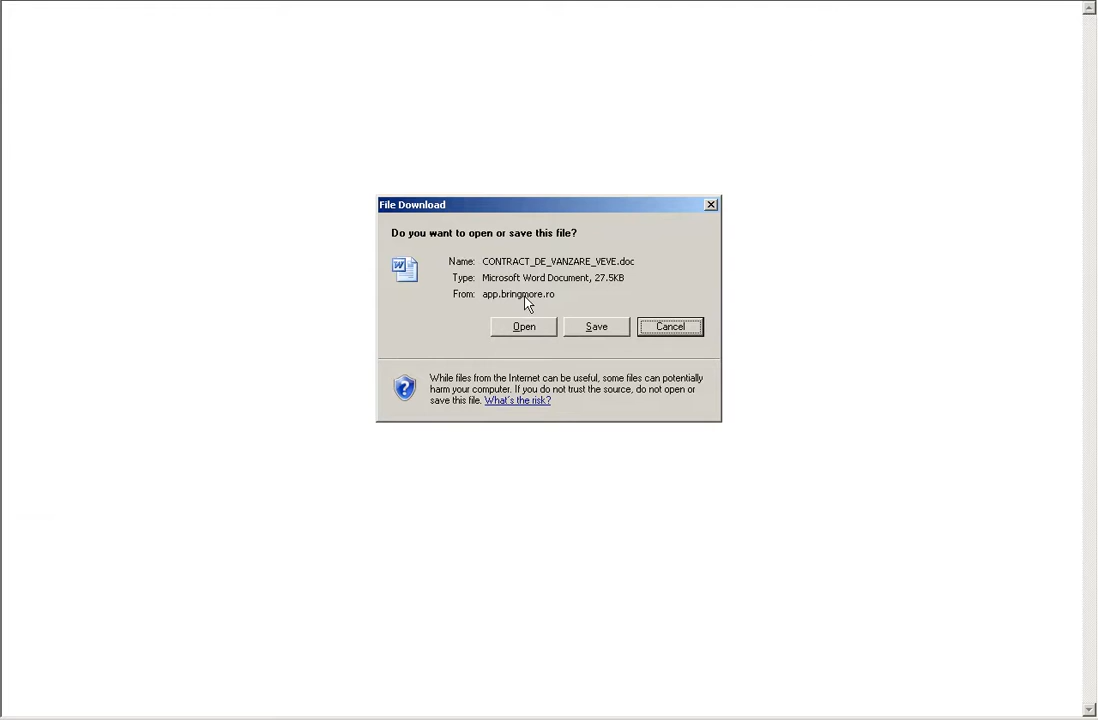 File Download
Do you want to open or save this file?
Name: CONTRACT_DE_VANZARE_VEVE.doc
Type: Microsoft Word Document, 27.5KB
From: app.bringmore.ro
Open Save Cancel
While files from the Internet can be useful, some files can potentially
harm your computer. If you do not trust the source, do not open or
save this file. What's the risk?